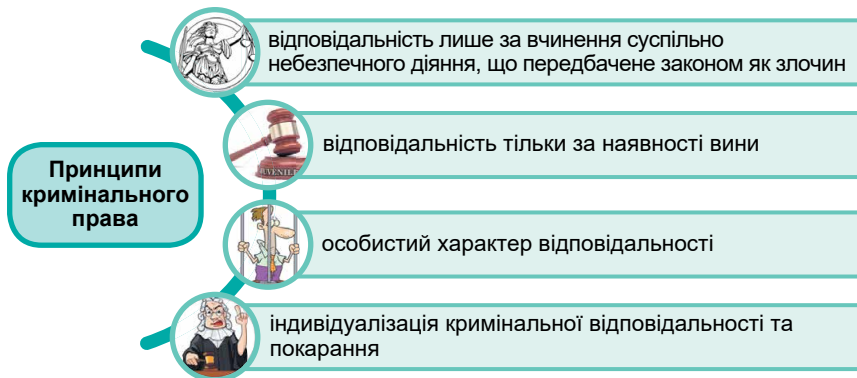 відповідальність лише за вчинення суспільно
небезпечного діяння, що передбачене законом як злочин
відповідальність тільки за наявності вини
JUVENILE
Принципи
кримінального
права
особистий характер відповідальності
індивідуалізація кримінальної відповідальності та
покарання